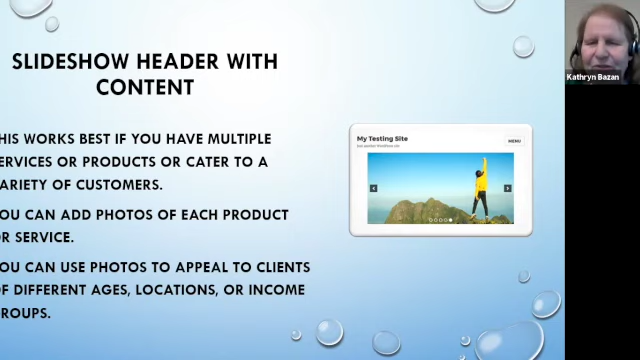 SLIDESHOW HEADER WITH
CONTENT
HIS WORKS BEST IF YOU HAVE MULTIPLE
ERVICES OR PRODUCTS OR CATER TO A
ARIETY OF CUSTOMERS.
OU CAN ADD PHOTOS OF EACH PRODUCT
OR SERVICE.
OU CAN USE PHOTOS TO APPEAL TO CLIENTS
OF DIFFERENT AGES, LOCATIONS, OR INCOME
ROUPS.
My Testing Site
MENU
Kathryn Bazan